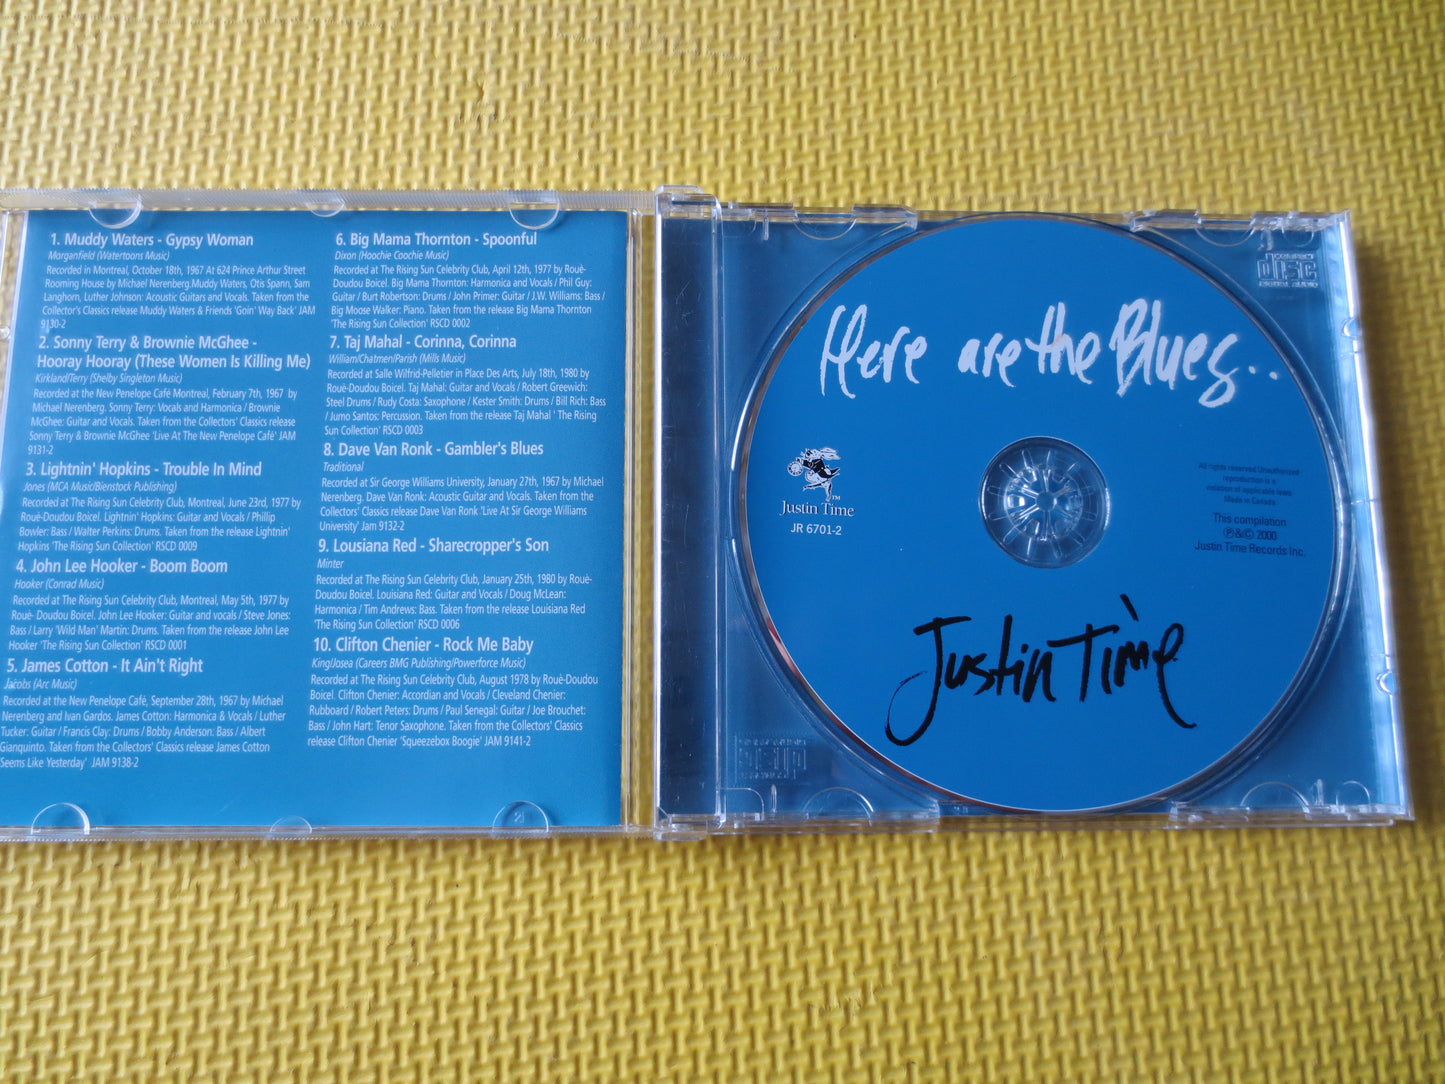 1. Muddy Waters - Gypsy Woman
Morganfield (Watertoons Music)
Recorded in Montreal, October 18th, 1967 At 624 Prince Arthur Street
Rooming House by Michael Nerenberg.Muddy Waters, Otis Spann, Sam
Langhorn, Luther Johnson: Acoustic Guitars and Vocals. Taken from the
Collector's Classics release Muddy Waters & Friends 'Goin' Way Back' JAM
9130-2
2. Sonny Terry & Brownie McGhee -
Hooray Hooray (These Women Is Killing Me)
Kirkland/Terry (Shelby Singleton Music)
Recorded at the New Penelope Café Montreal, February 7th, 1967 by
Michael Nerenberg. Sonny Terry: Vocals and Harmonica / Brownie
McGhee: Guitar and Vocals. Taken from the Collectors' Classics release
Sonny Terry & Brownie McGhee 'Live At The New Penelope Café' JAM
9131-2
3. Lightnin' Hopkins - Trouble In Mind
Jones (MCA Music/Bienstock Publishing)
Recorded at The Rising Sun Celebrity Club, Montreal, June 23rd, 1977 by
Rouè-Doudou Boicel. Lightnin' Hopkins: Guitar and Vocals / Phillip
Bowler: Bass / Walter Perkins: Drums. Taken from the release Lightnin'
Hopkins 'The Rising Sun Collection' RSCD 0009
4. John Lee Hooker - Boom Boom
Hooker (Conrad Music)
Recorded at The Rising Sun Celebrity Club, Montreal, May 5th, 1977 by
Rouè- Doudou Boicel. John Lee Hooker: Guitar and vocals / Steve Jones:
Bass / Larry 'Wild Man' Martin: Drums. Taken from the release John Lee
Hooker 'The Rising Sun Collection' RSCD 0001
5. James Cotton - It Ain't Right
Jacobs (Arc Music)
Recorded at the New Penelope Café, September 28th, 1967 by Michael
Nerenberg and Ivan Gardos. James Cotton: Harmonica & Vocals / Luther
Tucker: Guitar / Francis Clay: Drums / Bobby Anderson: Bass / Albert
Gianquinto. Taken from the Collectors' Classics release James Cotton
Seems Like Yesterday' JAM 9138-2
6. Big Mama Thornton - Spoonful
Dixon (Hoochie Coochie Music)
Recorded at The Rising Sun Celebrity Club, April 12th, 1977 by Rouè-
Doudou Boicel. Big Mama Thornton: Harmonica and Vocals / Phil Guy:
Guitar / Burt Robertson: Drums / John Primer: Guitar / J.W. Williams: Bass /
Big Moose Walker: Piano. Taken from the release Big Mama Thornton
'The Rising Sun Collection' RSCD 0002
7. Taj Mahal - Corinna, Corinna
William/Chatmen/Parish (Mills Music)
Recorded at Salle Wilfrid-Pelletier in Place Des Arts, July 18th, 1980 by
Rouè-Doudou Boicel. Taj Mahal: Guitar and Vocals / Robert Greewich:
Steel Drums / Rudy Costa: Saxophone / Kester Smith: Drums / Bill Rich: Bass
/ Jumo Santos: Percussion. Taken from the release Taj Mahal ' The Rising
Sun Collection' RSCD 0003
8. Dave Van Ronk - Gambler's Blues
Traditional
Recorded at Sir George Williams University, January 27th, 1967 by Michael
Nerenberg. Dave Van Ronk: Acoustic Guitar and Vocals. Taken from the
Collectors' Classics release Dave Van Ronk 'Live At Sir George Williams
University' Jam 9132-2
9. Lousiana Red - Sharecropper's Son
Minter
Recorded at The Rising Sun Celebrity Club, January 25th, 1980 by Rouè-
Doudou Boicel. Louisiana Red: Guitar and Vocals / Doug McLean:
Harmonica / Tim Andrews: Bass. Taken from the release Louisiana Red
'The Rising Sun Collection' RSCD 0006
10. Clifton Chenier - Rock Me Baby
King/Josea (Careers BMG Publishing/Powerforce Music)
Recorded at The Rising Sun Celebrity Club, August 1978 by Rouè-Doudou
Boicel. Clifton Chenier: Accordian and Vocals / Cleveland Chenier:
Rubboard / Robert Peters: Drums / Paul Senegal: Guitar / Joe Brouchet:
Bass / John Hart: Tenor Saxophone. Taken from the Collectors' Classics
release Clifton Chenier 'Squeezebox Boogie' JAM 9141-2
COMPACT
disc
DIGITAL AUDIO
Here are the Blues..
TM
Justin Time
JR 6701-2
All rights reserved Unauthorized
reproduction is a
violation of applicable laws
Made in Canada
This compilation
℗&© 2000
Justin Time Records Inc.
Justin Time